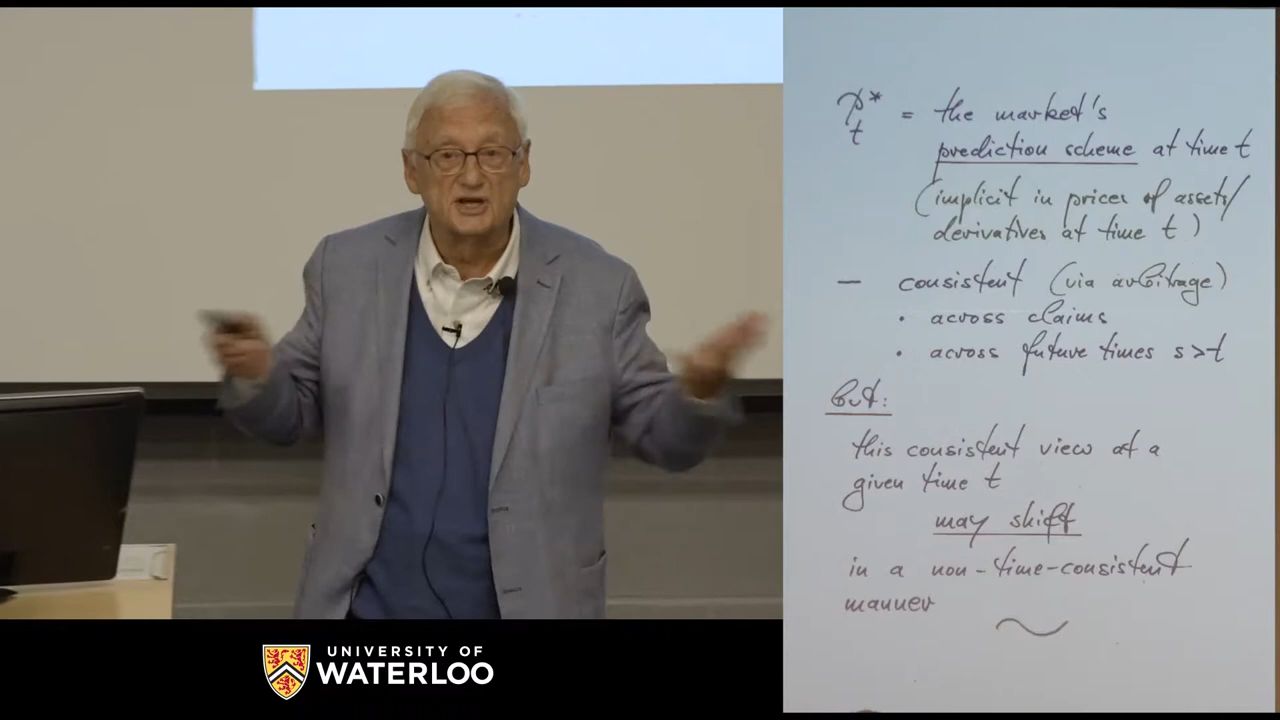 P*
t = the market's
prediction scheme at time t
(implicit in prices of assets/
derivatives at time t)
— consistent (via arbitrage)
· across claims
· across future times s>t
But:
this consistent view at a
given time t
may shift
in a non-time-consistent
manner
UNIVERSITY OF
WATERLOO